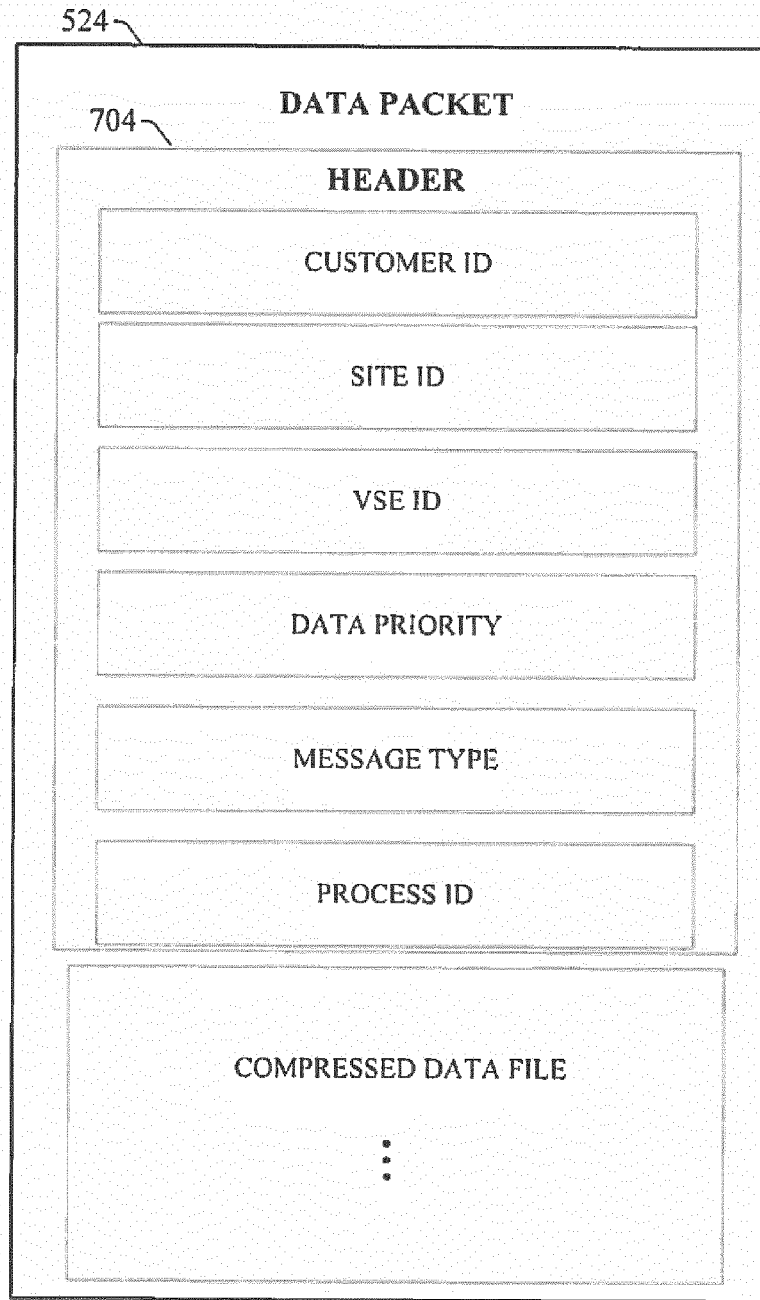 524
DATA PACKET
704
HEADER
CUSTOMER ID
SITE ID
VSE ID
DATA PRIORITY
MESSAGE TYPE
PROCESS ID
COMPRESSED DATA FILE